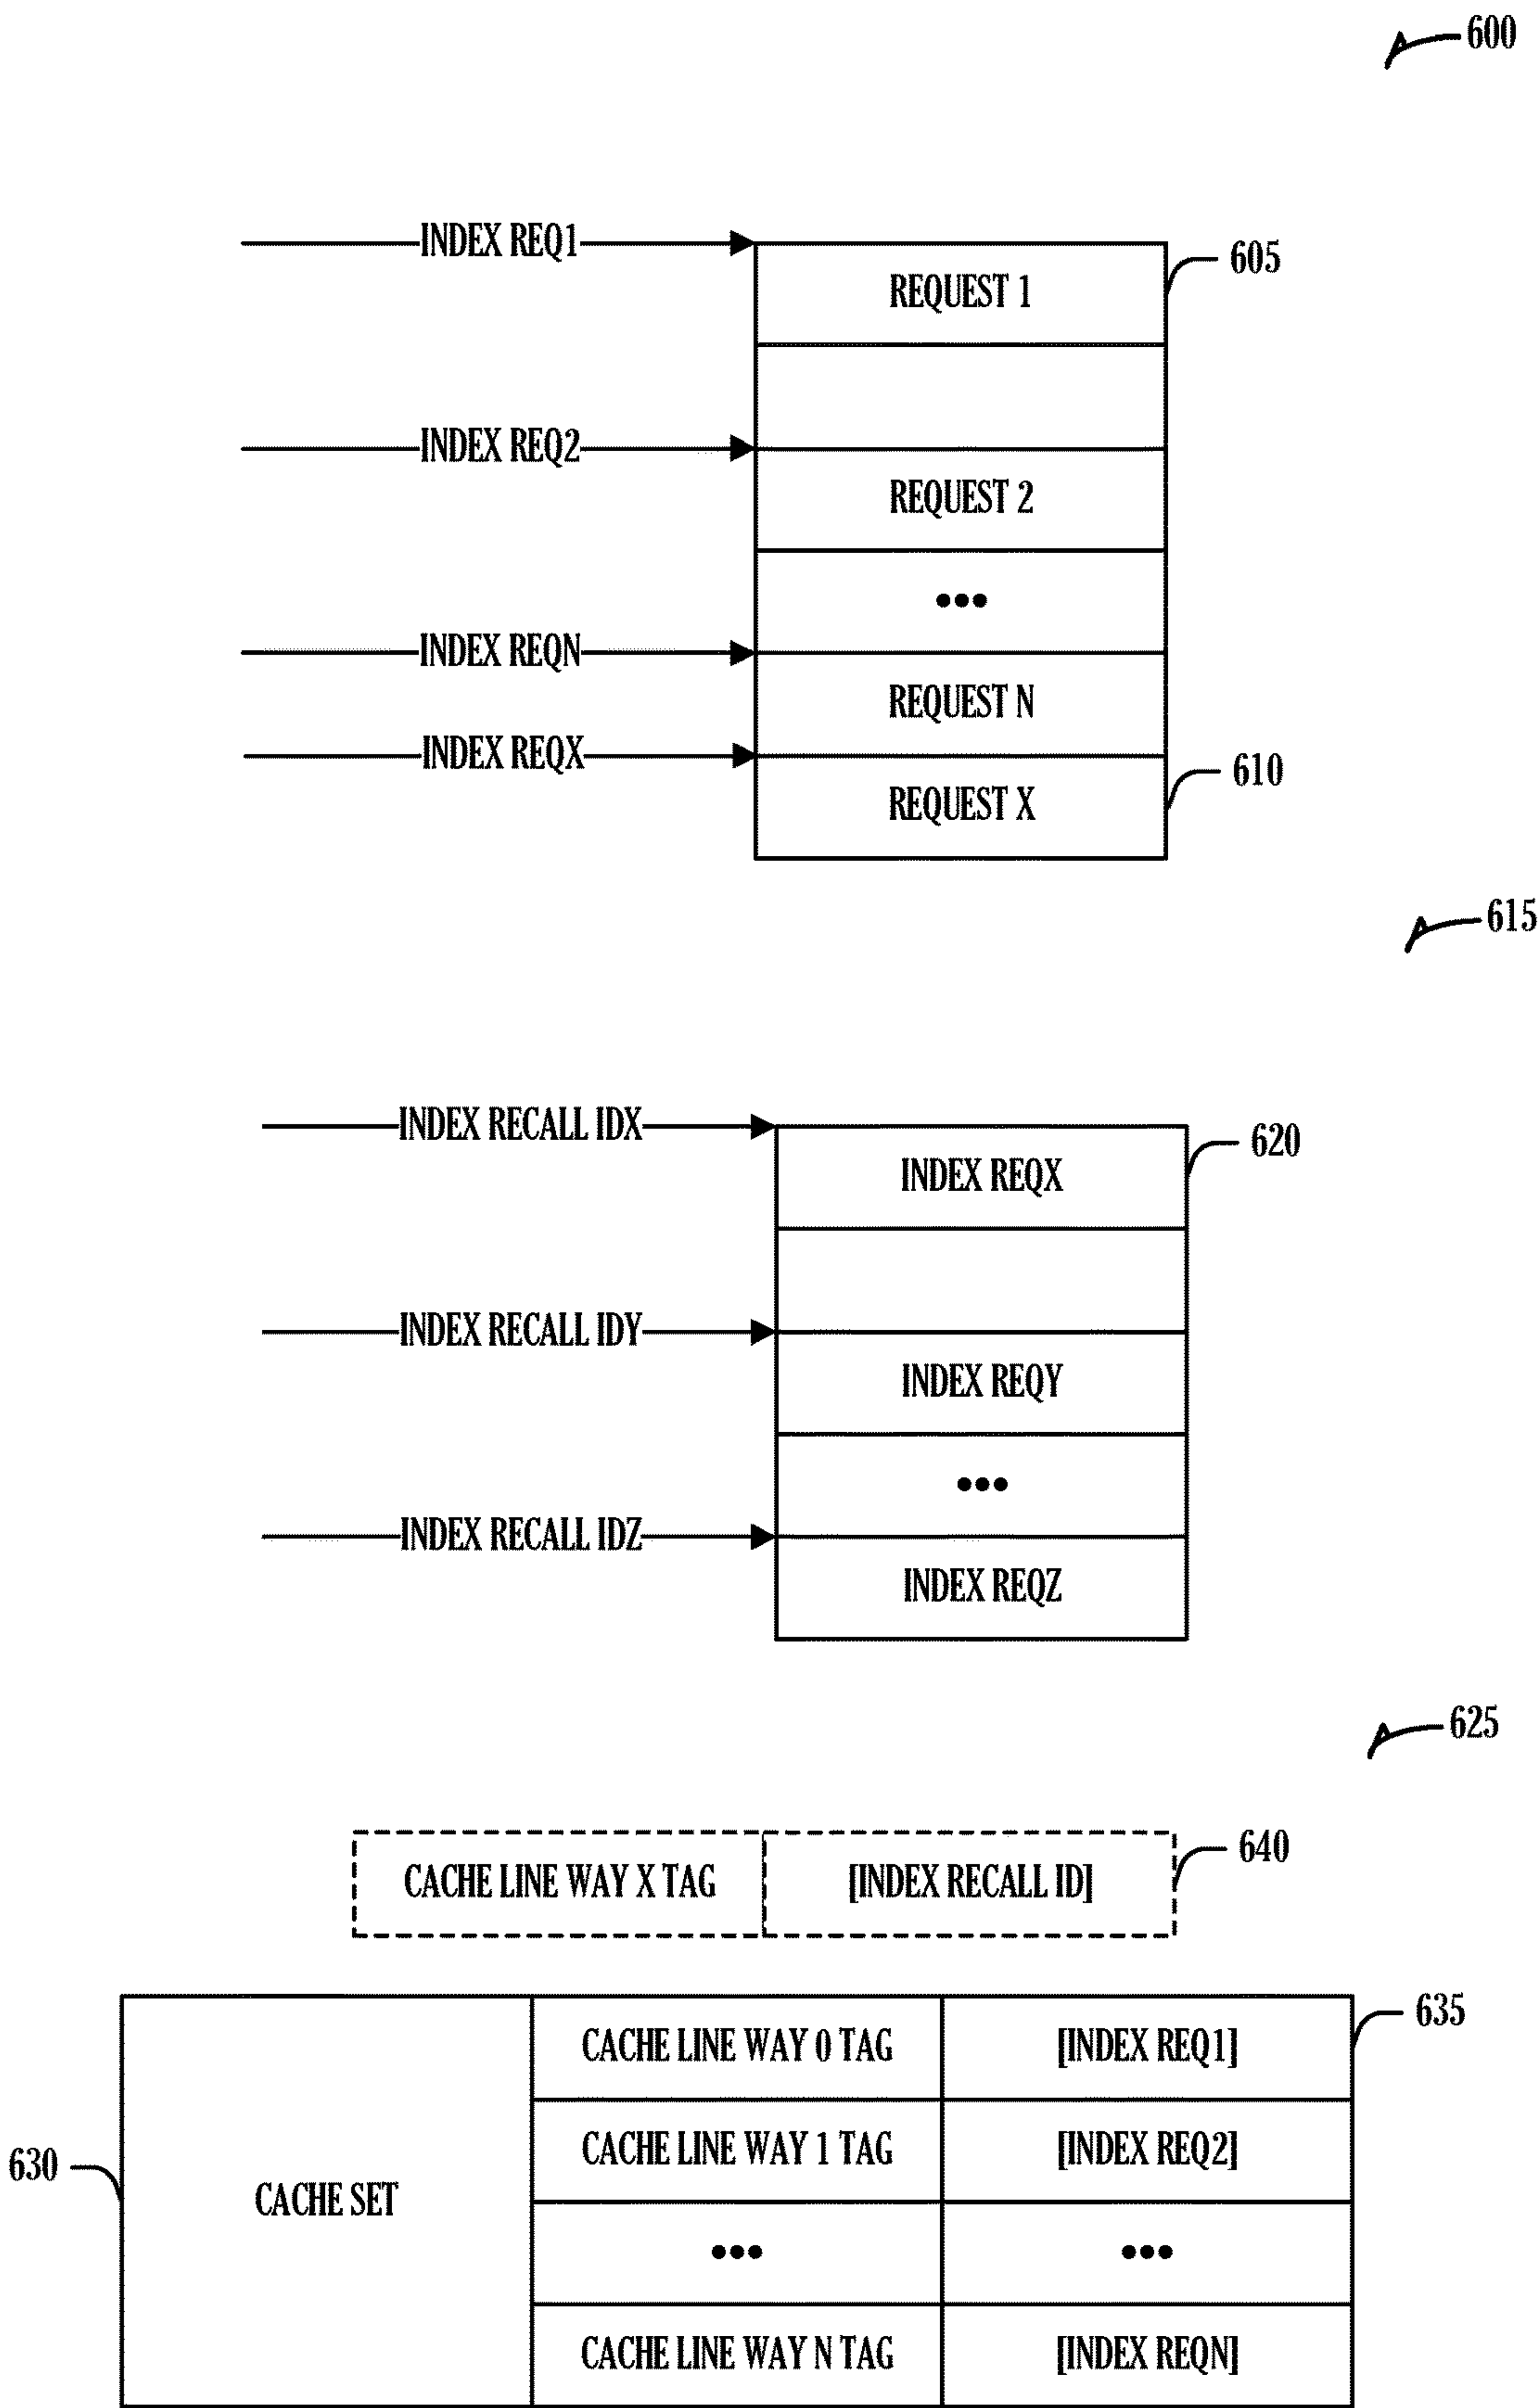 600
INDEX REQ1
REQUEST 1
605
INDEX REQ2
REQUEST 2
•••
INDEX REQN
REQUEST N
INDEX REQX
REQUEST X
610
615
INDEX RECALL IDX
INDEX REQX
620
INDEX RECALL IDY
INDEX REQY
•••
INDEX RECALL IDZ
INDEX REQZ
625
CACHE LINE WAY X TAG [INDEX RECALL ID]
640
630
CACHE SET
CACHE LINE WAY 0 TAG [INDEX REQ1]
635
CACHE LINE WAY 1 TAG [INDEX REQ2]
••• •••
CACHE LINE WAY N TAG [INDEX REQN]